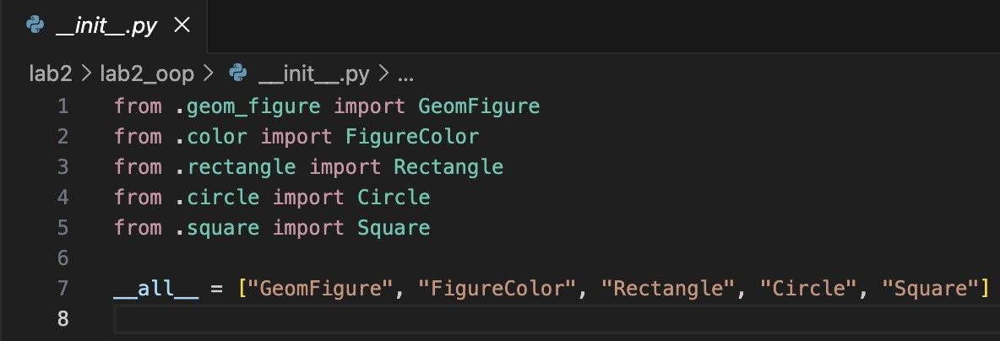 __init__.py ×
lab2 > lab2_oop > __init__.py > ...
1 from .geom_figure import GeomFigure
2 from .color import FigureColor
3 from .rectangle import Rectangle
4 from .circle import Circle
5 from .square import Square
6
7 __all__ = ["GeomFigure", "FigureColor", "Rectangle", "Circle", "Square"]
8